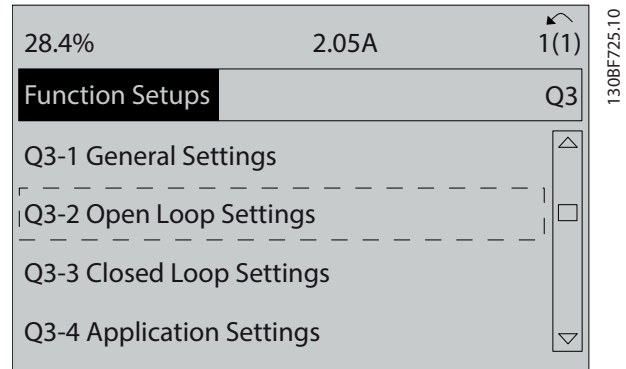 28.4% 2.05A 1(1)
Function Setups Q3
Q3-1 General Settings
Q3-2 Open Loop Settings
Q3-3 Closed Loop Settings
Q3-4 Application Settings
130BF725.10